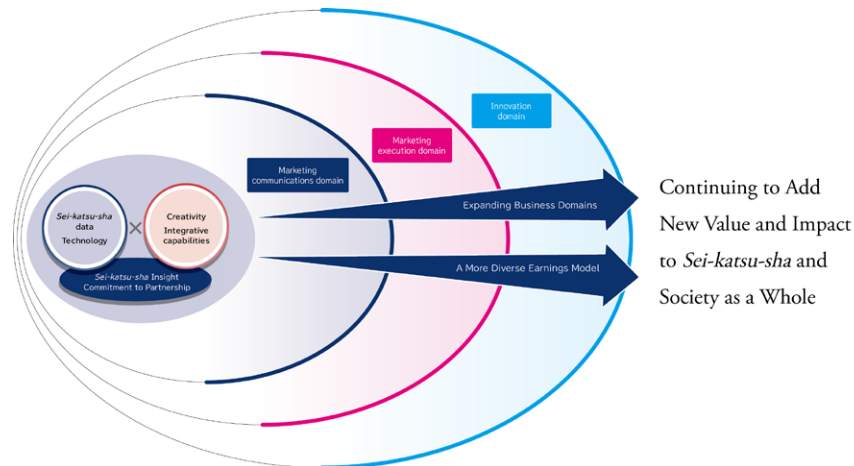 Innovation
domain
Marketing
execution domain
Marketing
communications domain
Sei-katsu-sha
data
Technology
×
Creativity
Integrative
capabilities
Sei-katsu-sha Insight
Commitment to Partnership
Expanding Business Domains
A More Diverse Earnings Model
Continuing to Add
New Value and Impact
to Sei-katsu-sha and
Society as a Whole